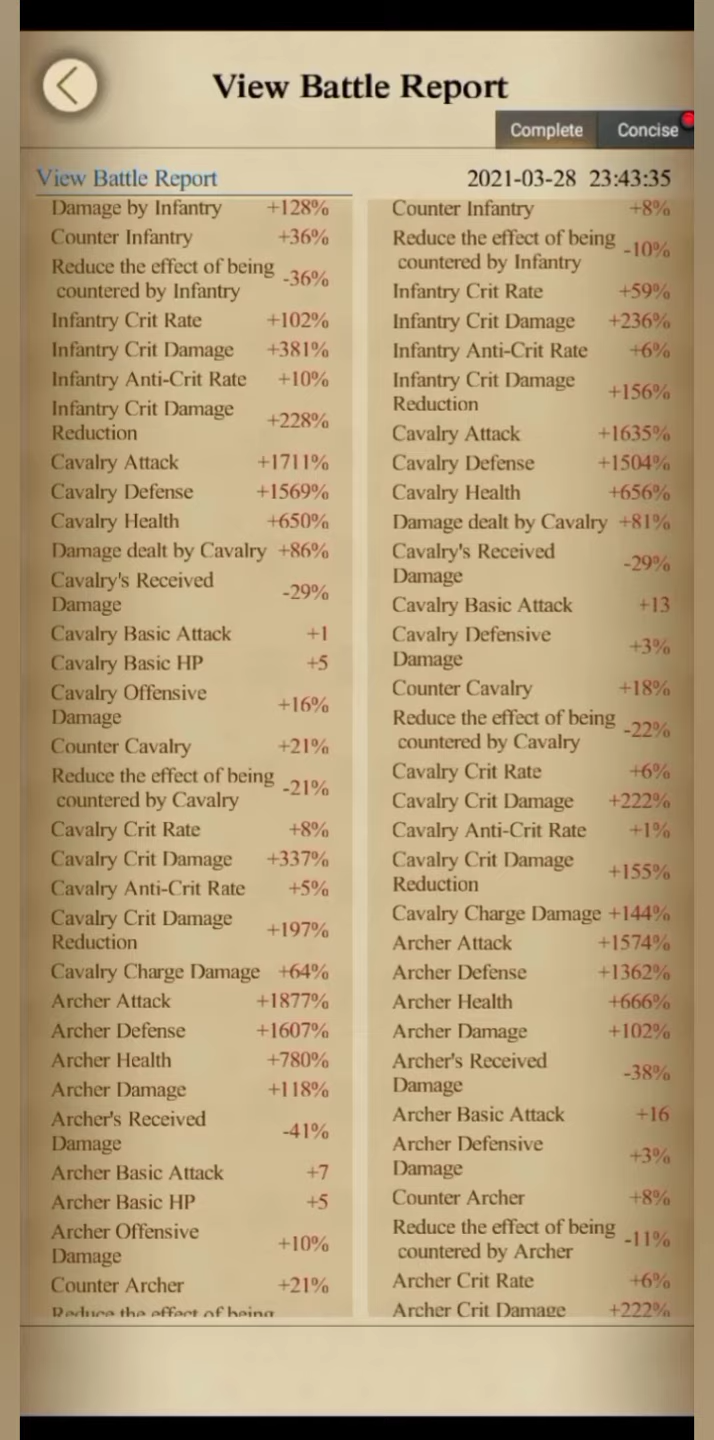 View Battle Report
Complete
Concise
View Battle Report
2021-03-28 23:43:35
Damage by Infantry +128%
Counter Infantry +36%
Reduce the effect of being
countered by Infantry -36%
Infantry Crit Rate +102%
Infantry Crit Damage +381%
Infantry Anti-Crit Rate +10%
Infantry Crit Damage
Reduction +228%
Cavalry Attack +1711%
Cavalry Defense +1569%
Cavalry Health +650%
Damage dealt by Cavalry +86%
Cavalry's Received
Damage -29%
Cavalry Basic Attack +1
Cavalry Basic HP +5
Cavalry Offensive
Damage +16%
Counter Cavalry +21%
Reduce the effect of being
countered by Cavalry -21%
Cavalry Crit Rate +8%
Cavalry Crit Damage +337%
Cavalry Anti-Crit Rate +5%
Cavalry Crit Damage
Reduction +197%
Cavalry Charge Damage +64%
Archer Attack +1877%
Archer Defense +1607%
Archer Health +780%
Archer Damage +118%
Archer's Received
Damage -41%
Archer Basic Attack +7
Archer Basic HP +5
Archer Offensive
Damage +10%
Counter Archer +21%
Reduce the effect of being
Counter Infantry +8%
Reduce the effect of being
countered by Infantry -10%
Infantry Crit Rate +59%
Infantry Crit Damage +236%
Infantry Anti-Crit Rate +6%
Infantry Crit Damage
Reduction +156%
Cavalry Attack +1635%
Cavalry Defense +1504%
Cavalry Health +656%
Damage dealt by Cavalry +81%
Cavalry's Received
Damage -29%
Cavalry Basic Attack +13
Cavalry Defensive
Damage +3%
Counter Cavalry +18%
Reduce the effect of being
countered by Cavalry -22%
Cavalry Crit Rate +6%
Cavalry Crit Damage +222%
Cavalry Anti-Crit Rate +1%
Cavalry Crit Damage
Reduction +155%
Cavalry Charge Damage +144%
Archer Attack +1574%
Archer Defense +1362%
Archer Health +666%
Archer Damage +102%
Archer's Received
Damage -38%
Archer Basic Attack +16
Archer Defensive
Damage +3%
Counter Archer +8%
Reduce the effect of being
countered by Archer -11%
Archer Crit Rate +6%
Archer Crit Damage +222%